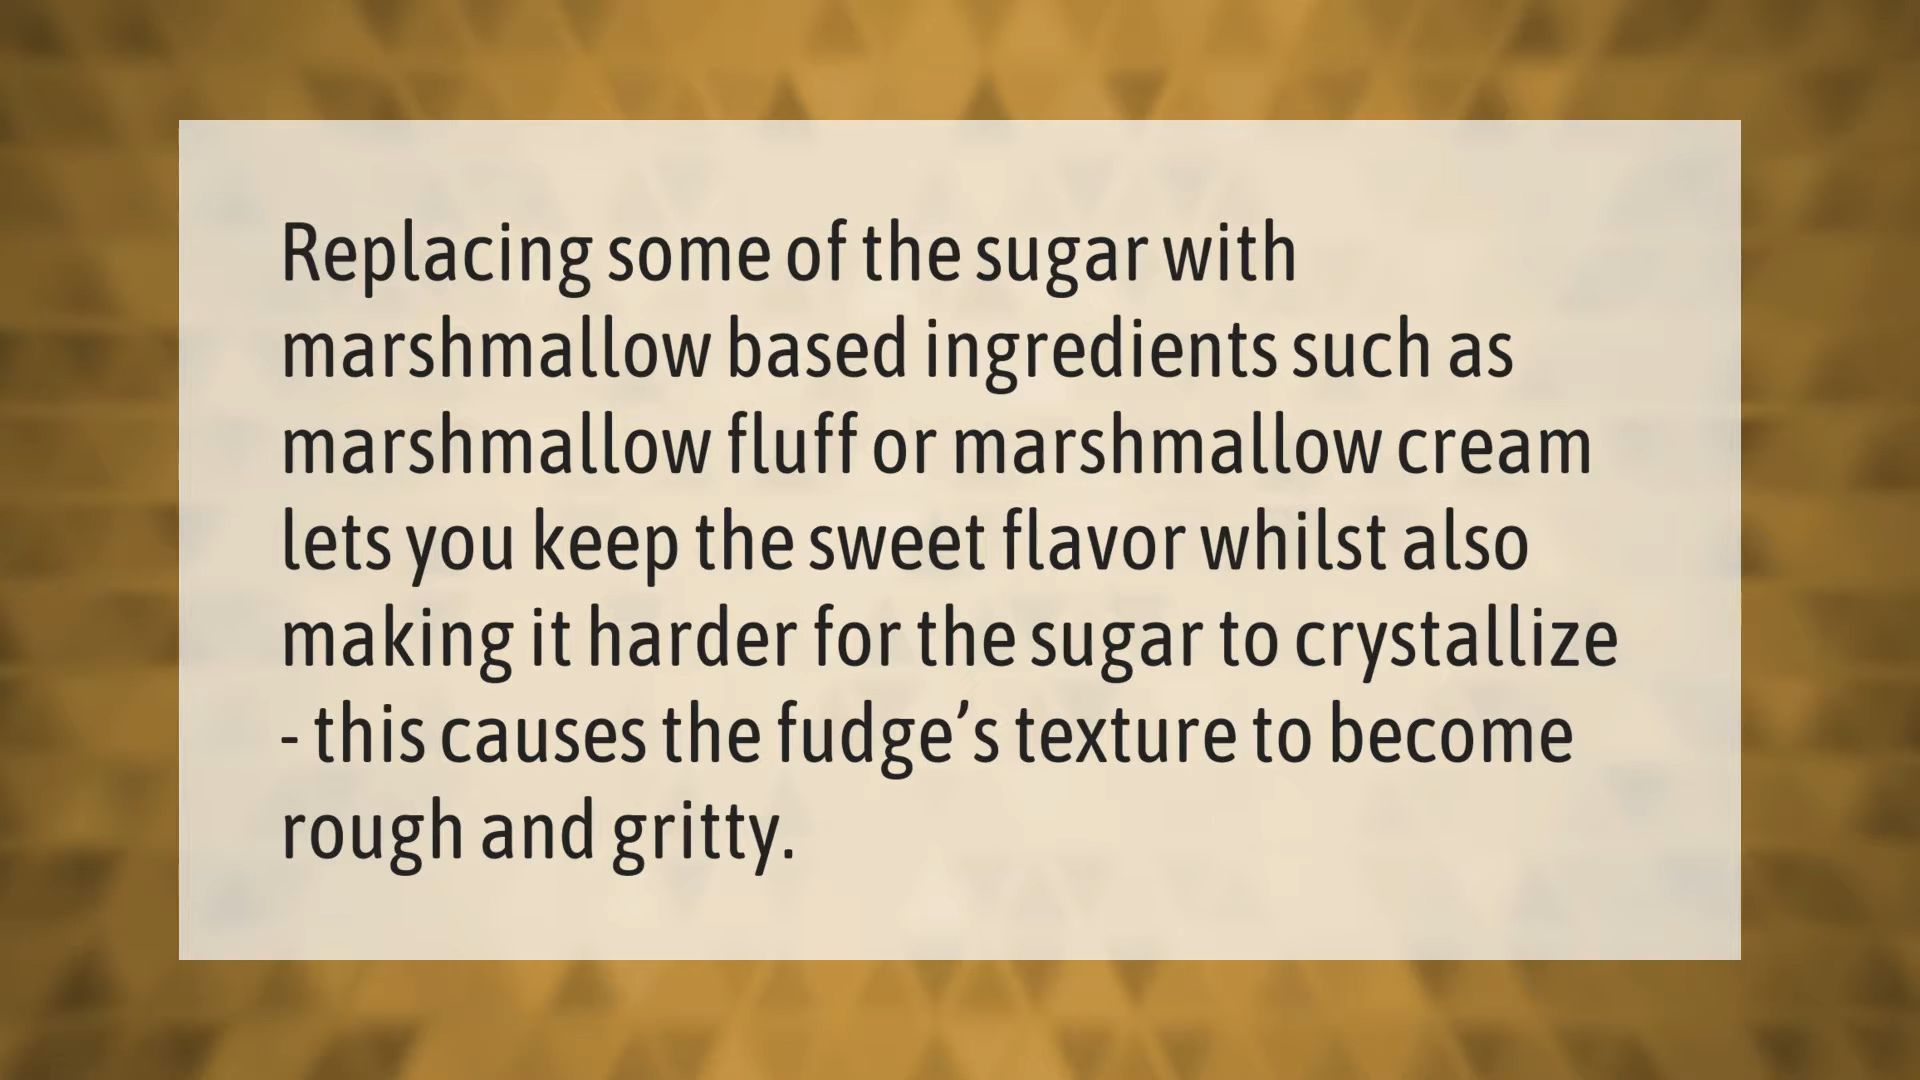 Replacing some of the sugar with
marshmallow based ingredients such as
marshmallow fluff or marshmallow cream
lets you keep the sweet flavor whilst also
making it harder for the sugar to crystallize
- this causes the fudge’s texture to become
rough and gritty.